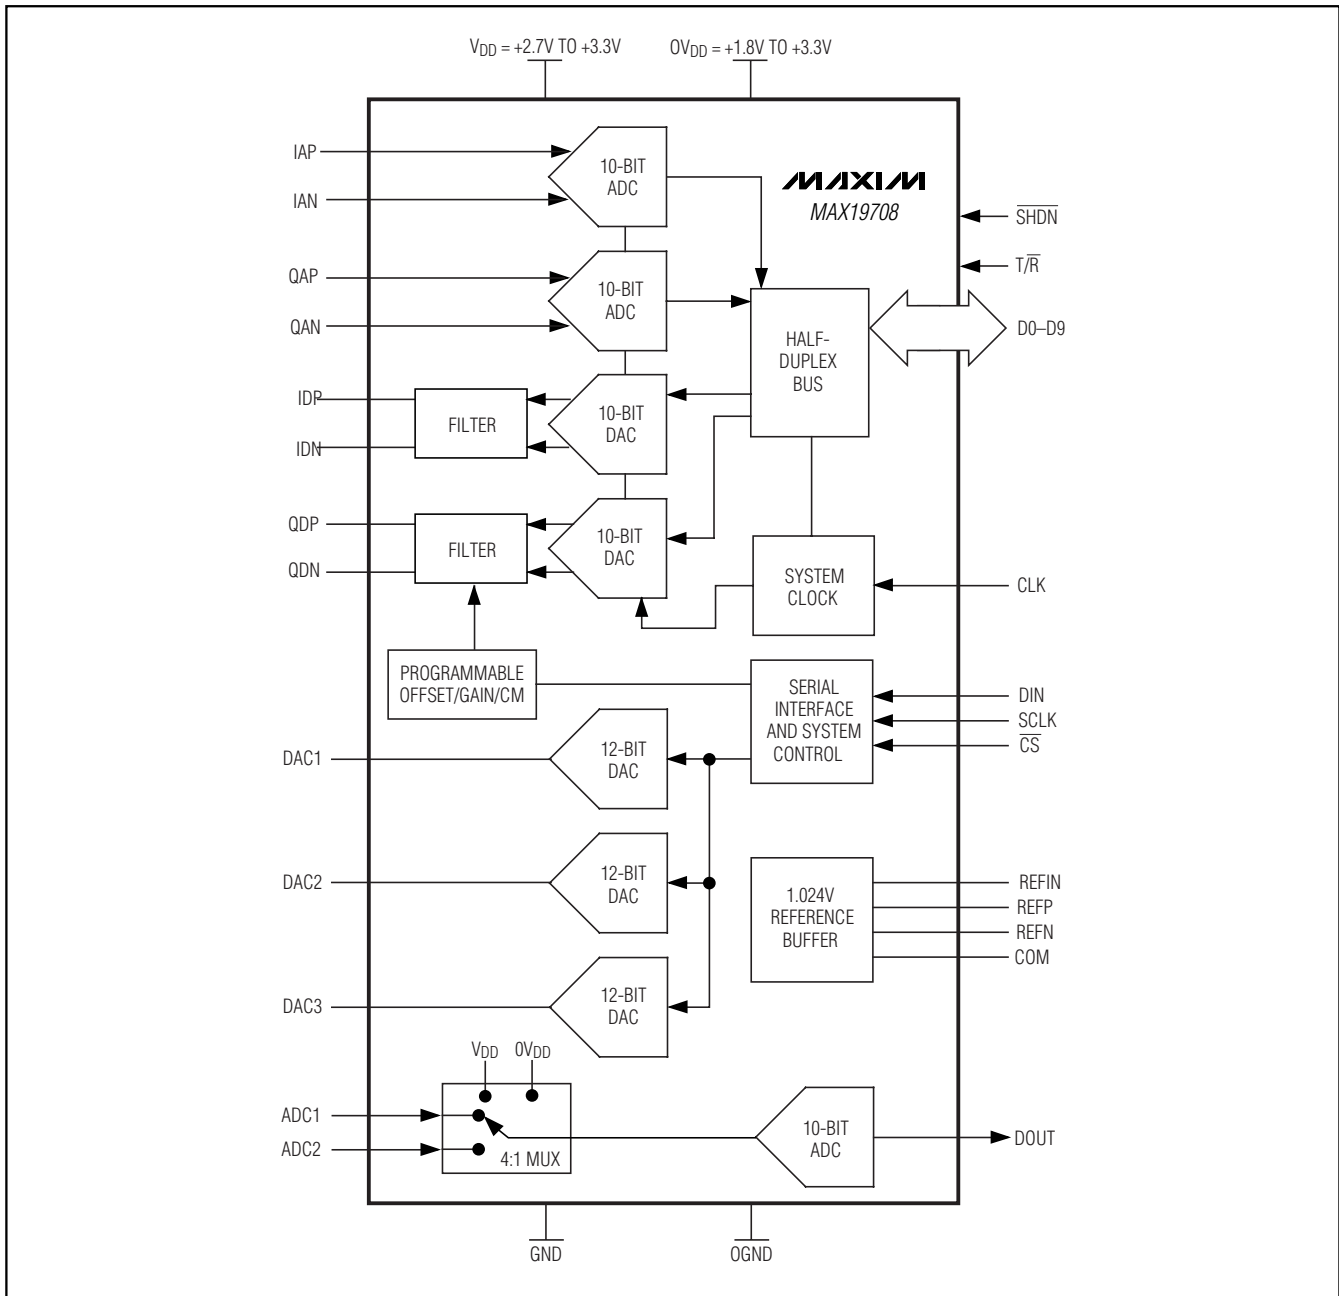 VDD = +2.7V TO +3.3V
OVDD = +1.8V TO +3.3V
IAP
IAN
10-BIT
ADC
MAXIM
MAX19708
SHDN
T/R
QAP
QAN
10-BIT
ADC
HALF-
DUPLEX
BUS
D0–D9
IDP
IDN
FILTER
10-BIT
DAC
QDP
QDN
FILTER
10-BIT
DAC
SYSTEM
CLOCK
CLK
PROGRAMMABLE
OFFSET/GAIN/CM
SERIAL
INTERFACE
AND SYSTEM
CONTROL
DIN
SCLK
CS
DAC1
12-BIT
DAC
DAC2
12-BIT
DAC
1.024V
REFERENCE
BUFFER
REFIN
REFP
REFN
COM
DAC3
12-BIT
DAC
VDD
0VDD
ADC1
ADC2
4:1 MUX
10-BIT
ADC
DOUT
GND
OGND